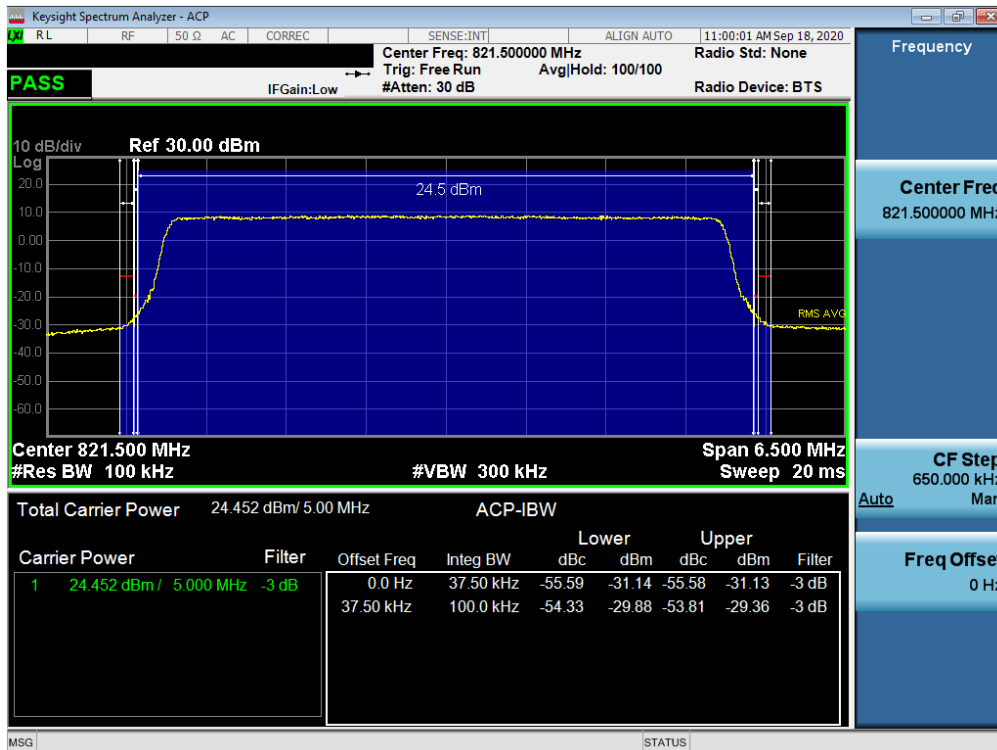 Keysight Spectrum Analyzer - ACP
LXI RL RF 50 Ω AC CORREC SENSE:INT ALIGN AUTO 11:00:01 AM Sep 18, 2020
Center Freq: 821.500000 MHz Radio Std: None
Trig: Free Run Avg|Hold: 100/100
PASS IFGain:Low #Atten: 30 dB Radio Device: BTS
Frequency
10 dB/div Ref 30.00 dBm
Log
20.0
10.0
0.00
-10.0
-20.0
-30.0
-40.0
-50.0
-60.0
24.5 dBm
RMS AVG
Center 821.500 MHz Span 6.500 MHz
#Res BW 100 kHz #VBW 300 kHz Sweep 20 ms
Center Freq
821.500000 MHz
CF Step
650.000 kHz
Auto Man
Freq Offset
0 Hz
Total Carrier Power 24.452 dBm/ 5.00 MHz ACP-IBW
Lower Upper
Carrier Power Filter Offset Freq Integ BW dBc dBm dBc dBm Filter
1 24.452 dBm / 5.000 MHz -3 dB 0.0 Hz 37.50 kHz -55.59 -31.14 -55.58 -31.13 -3 dB
37.50 kHz 100.0 kHz -54.33 -29.88 -53.81 -29.36 -3 dB
MSG STATUS